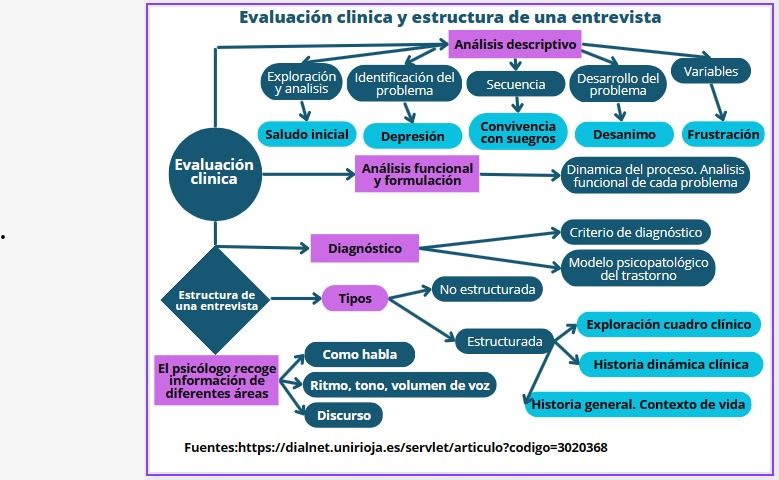 Evaluación clinica y estructura de una entrevista
Análisis descriptivo
Exploración
y analisis
Identificación del
problema
Secuencia
Desarrollo del
problema
Variables
Saludo inicial
Depresión
Convivencia
con suegros
Desanimo
Frustración
Evaluación
clinica
Análisis funcional
y formulación
Dinamica del proceso. Analisis
funcional de cada problema
Diagnóstico
Criterio de diagnóstico
Modelo psicopatológico
del trastorno
Estructura de
una entrevista
Tipos
No estructurada
Estructurada
Exploración cuadro clínico
Historia dinámica clínica
Historia general. Contexto de vida
El psicólogo recoge
información de
diferentes áreas
Como habla
Ritmo, tono, volumen de voz
Discurso
Fuentes:https://dialnet.unirioja.es/servlet/articulo?codigo=3020368